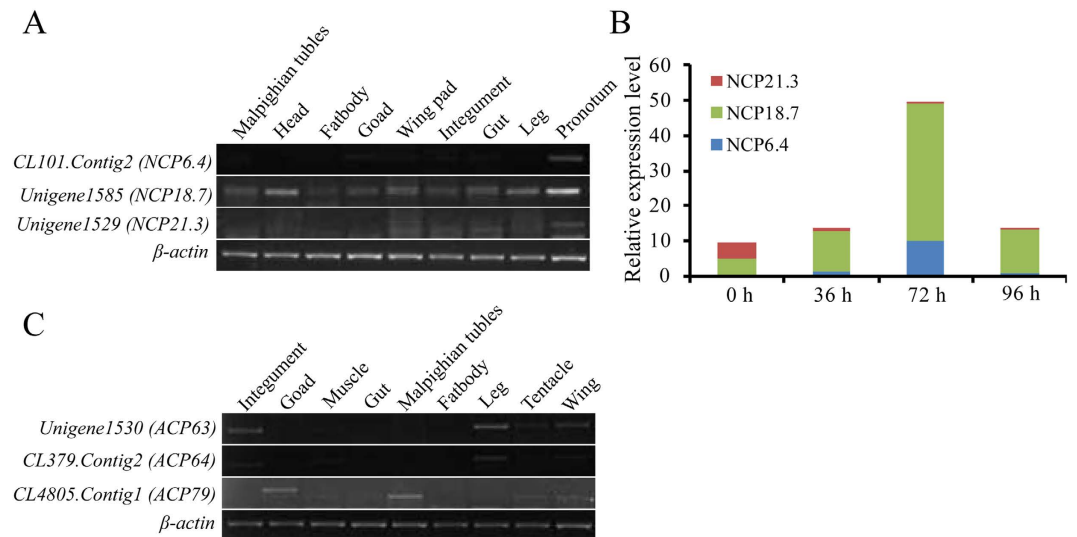 A
Malpighian tubles
Head
Fatbody
Goad
Wing pad
Integument
Gut
Leg
Pronotum
CL101.Contig2 (NCP6.4)
Unigene1585 (NCP18.7)
Unigene1529 (NCP21.3)
β-actin
B
Relative expression level
60
50
40
30
20
10
0
NCP21.3
NCP18.7
NCP6.4
0 h
36 h
72 h
96 h
C
Integument
Goad
Muscle
Gut
Malpighian tubles
Fatbody
Leg
Tentacle
Wing
Unigene1530 (ACP63)
CL379.Contig2 (ACP64)
CL4805.Contig1 (ACP79)
β-actin